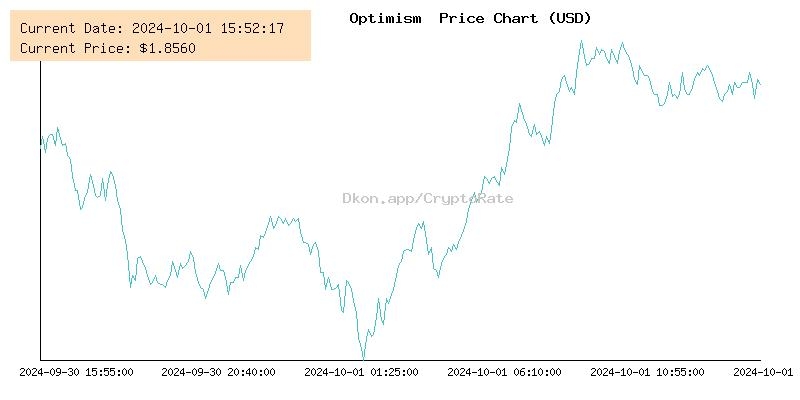 Optimism  Price Chart (USD)
Current Date: 2024-10-01 15:52:17
Current Price: $1.8560
Dkon.app/CryptoRate
2024-09-30 15:55:00 2024-09-30 20:40:00 2024-10-01 01:25:00 2024-10-01 06:10:00 2024-10-01 10:55:00 2024-10-01